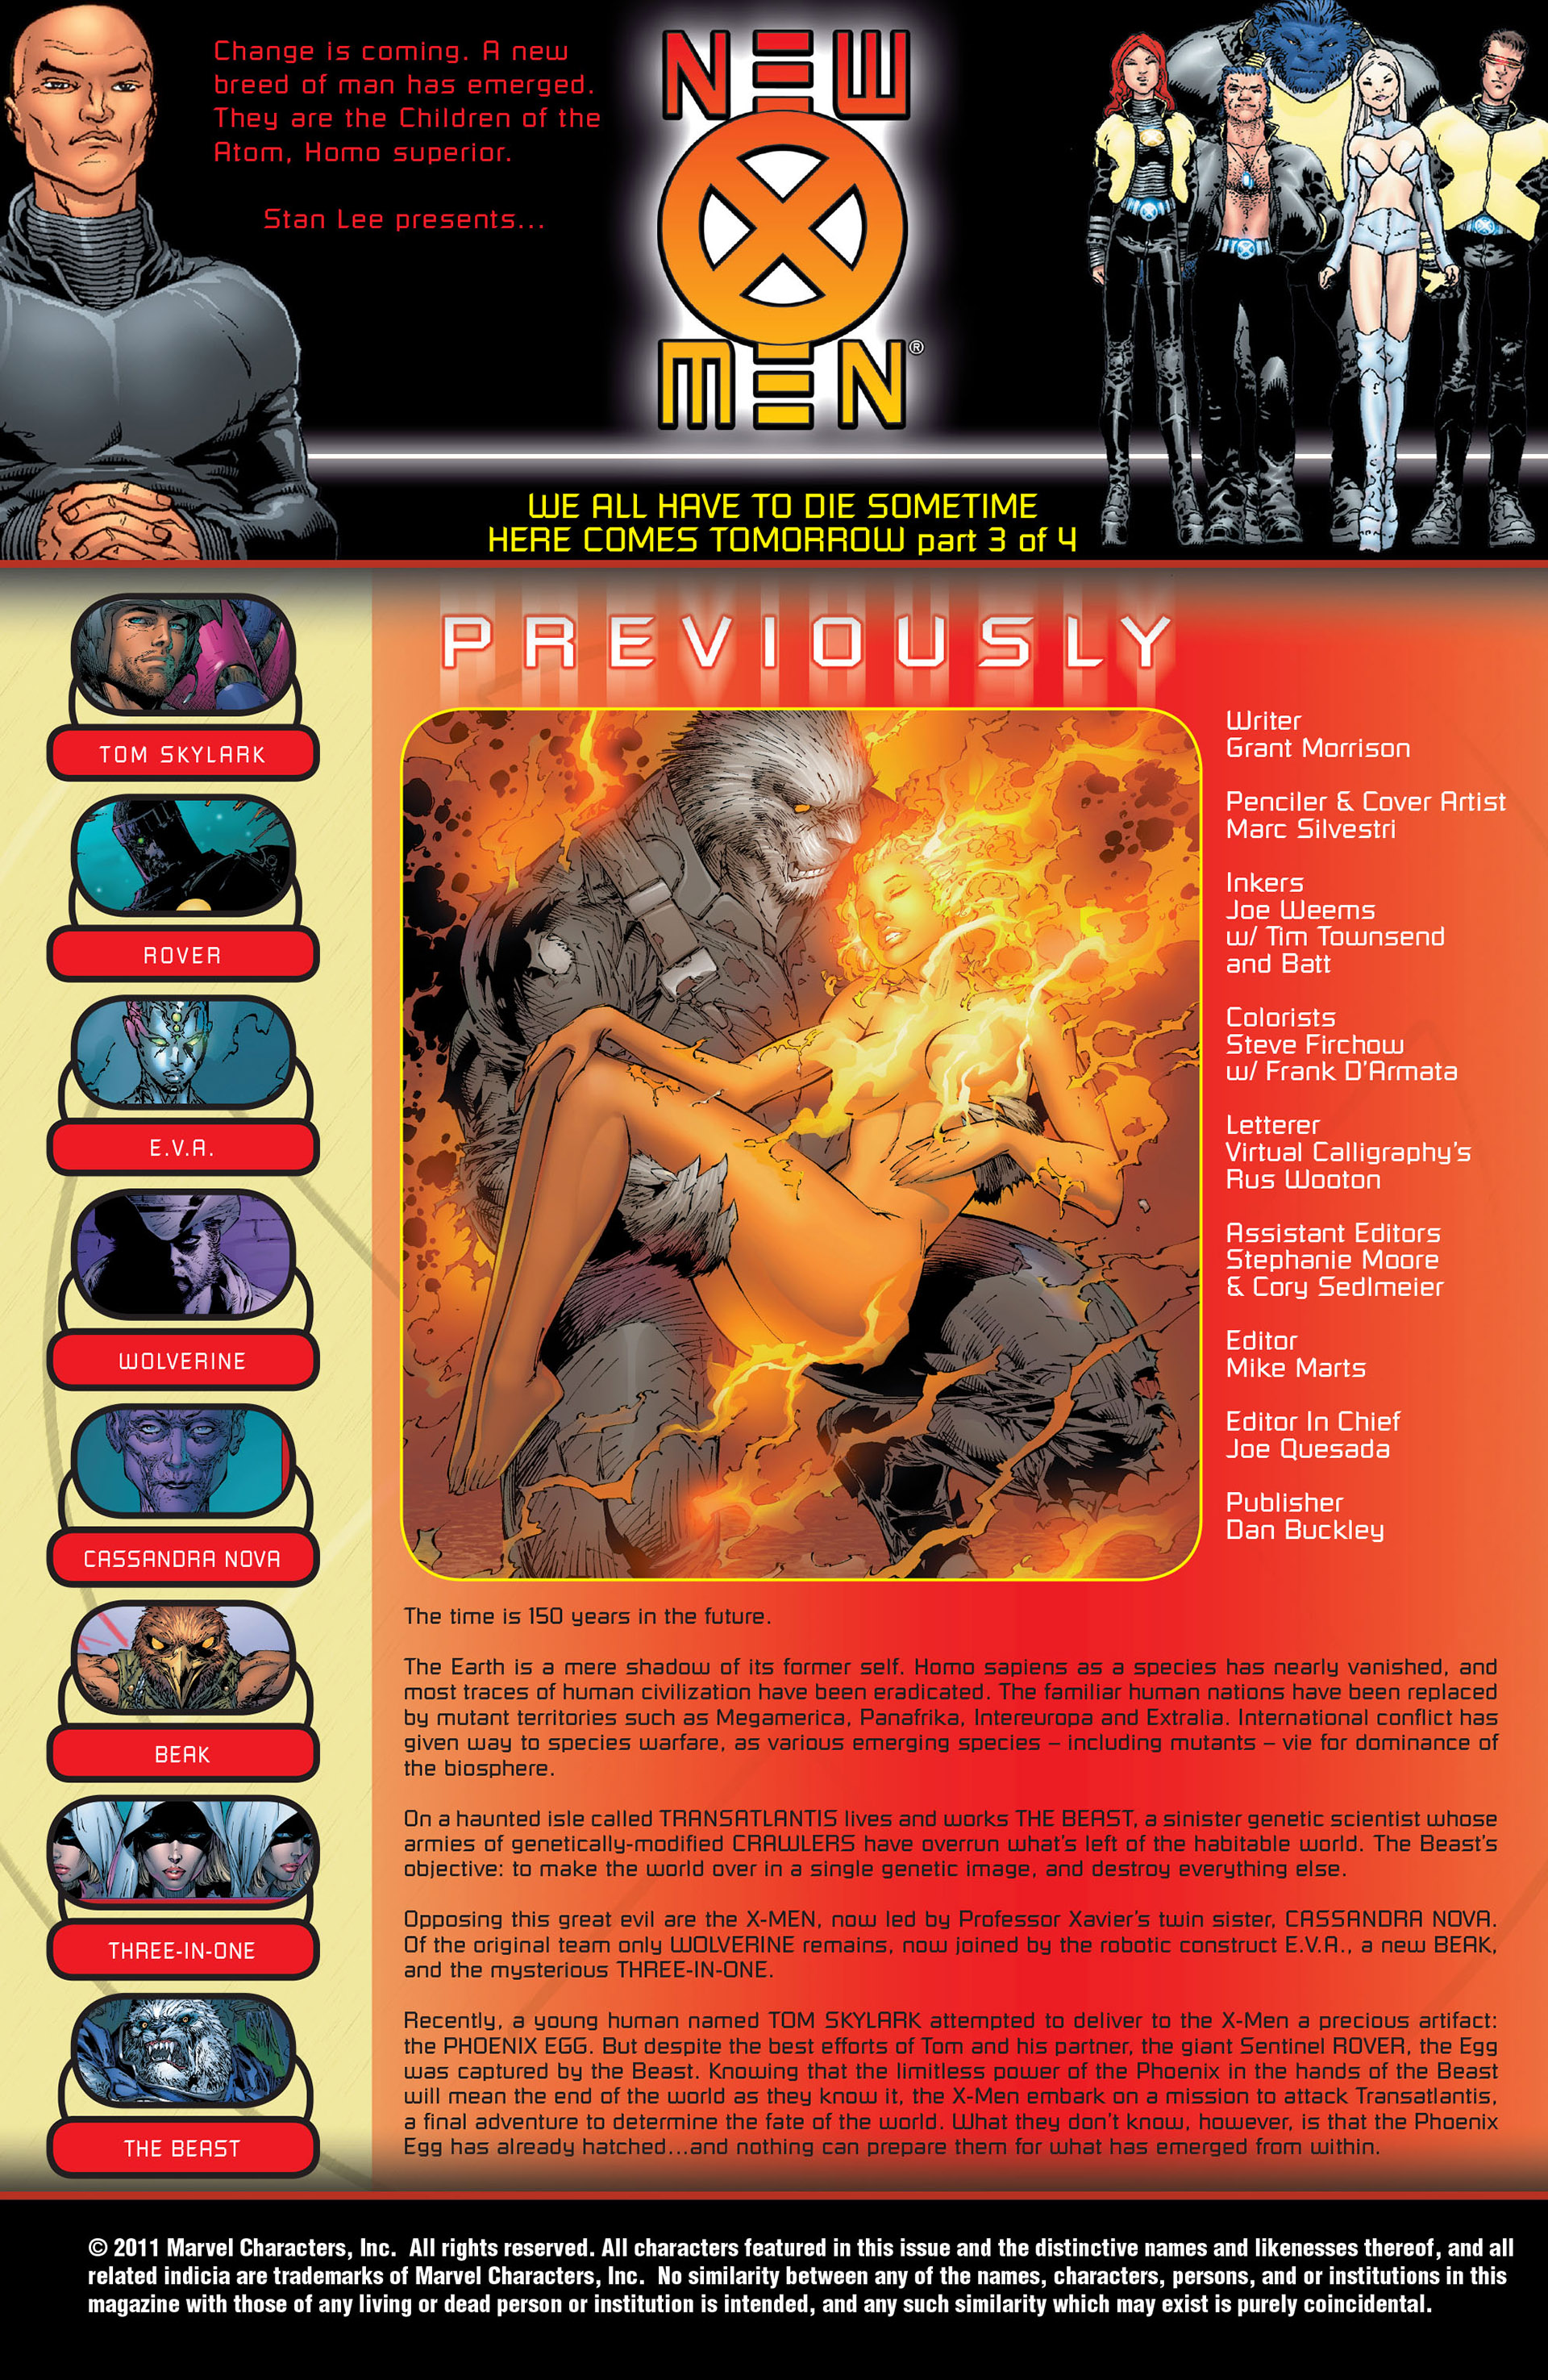 Change is coming. A new
breed of man has emerged.
They are the Children of the
Atom, Homo superior.
Stan Lee presents...
NEW
X
MEN®
WE ALL HAVE TO DIE SOMETIME
HERE COMES TOMORROW part 3 of 4
TOM SKYLARK
ROVER
E.V.A.
WOLVERINE
CASSANDRA NOVA
BEAK
THREE-IN-ONE
THE BEAST
PREVIOUSLY
Writer
Grant Morrison
Penciler & Cover Artist
Marc Silvestri
Inkers
Joe Weems
w/ Tim Townsend
and Batt
Colorists
Steve Firchow
w/ Frank D'Armata
Letterer
Virtual Calligraphy's
Rus Wooton
Assistant Editors
Stephanie Moore
& Cory Sedlmeier
Editor
Mike Marts
Editor In Chief
Joe Quesada
Publisher
Dan Buckley
The time is 150 years in the future.
The Earth is a mere shadow of its former self. Homo sapiens as a species has nearly vanished, and
most traces of human civilization have been eradicated. The familiar human nations have been replaced
by mutant territories such as Megamerica, Panafrika, Intereuropa and Extralia. International conflict has
given way to species warfare, as various emerging species – including mutants – vie for dominance of
the biosphere.
On a haunted isle called TRANSATLANTIS lives and works THE BEAST, a sinister genetic scientist whose
armies of genetically-modified CRAWLERS have overrun what's left of the habitable world. The Beast's
objective: to make the world over in a single genetic image, and destroy everything else.
Opposing this great evil are the X-MEN, now led by Professor Xavier's twin sister, CASSANDRA NOVA.
Of the original team only WOLVERINE remains, now joined by the robotic construct E.V.A., a new BEAK,
and the mysterious THREE-IN-ONE.
Recently, a young human named TOM SKYLARK attempted to deliver to the X-Men a precious artifact:
the PHOENIX EGG. But despite the best efforts of Tom and his partner, the giant Sentinel ROVER, the Egg
was captured by the Beast. Knowing that the limitless power of the Phoenix in the hands of the Beast
will mean the end of the world as they know it, the X-Men embark on a mission to attack Transatlantis,
a final adventure to determine the fate of the world. What they don't know, however, is that the Phoenix
Egg has already hatched...and nothing can prepare them for what has emerged from within.
© 2011 Marvel Characters, Inc. All rights reserved. All characters featured in this issue and the distinctive names and likenesses thereof, and all
related indicia are trademarks of Marvel Characters, Inc. No similarity between any of the names, characters, persons, and or institutions in this
magazine with those of any living or dead person or institution is intended, and any such similarity which may exist is purely coincidental.